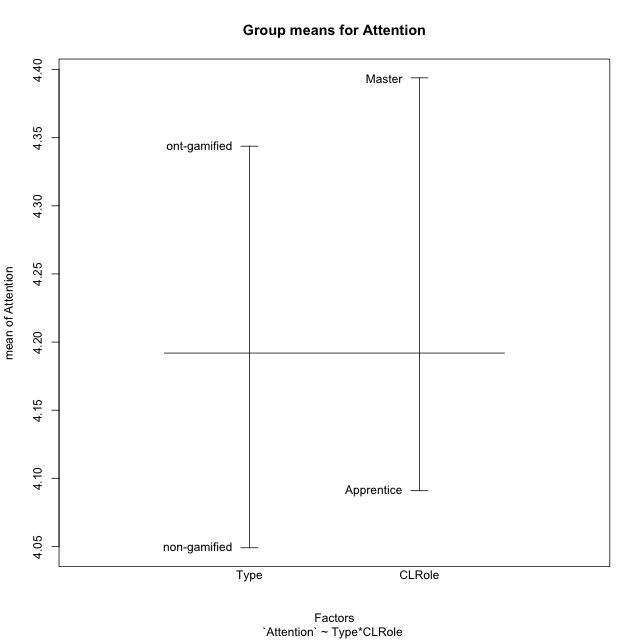 Group means for Attention
mean of Attention
4.40
4.35
4.30
4.25
4.20
4.15
4.10
4.05
Master
ont-gamified
Apprentice
non-gamified
Type CLRole
Factors
`Attention` ~ Type*CLRole